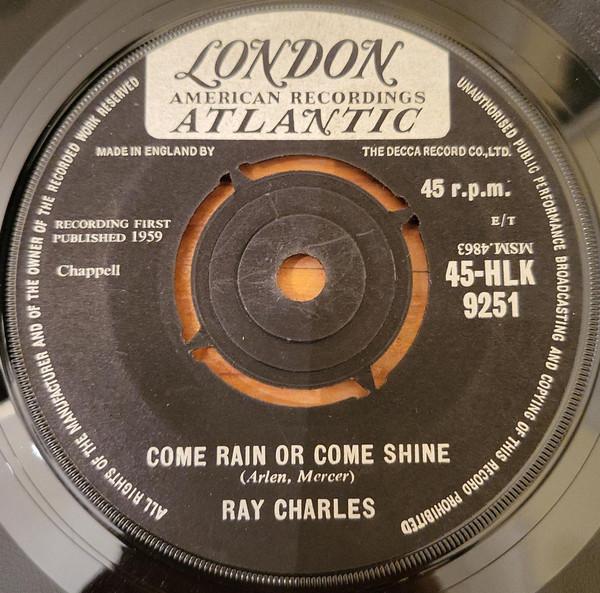 LONDON
AMERICAN RECORDINGS
ATLANTIC
MADE IN ENGLAND BY
THE DECCA RECORD CO.,LTD.
45 r.p.m.
E/T
RECORDING FIRST
PUBLISHED 1959
MSM.4863
Chappell
45-HLK
9251
COME RAIN OR COME SHINE
(Arlen, Mercer)
RAY CHARLES
ALL RIGHTS OF THE MANUFACTURER AND OF THE OWNER OF THE RECORDED WORK RESERVED
UNAUTHORISED PUBLIC PERFORMANCE BROADCASTING AND COPYING OF THIS RECORD PROHIBITED